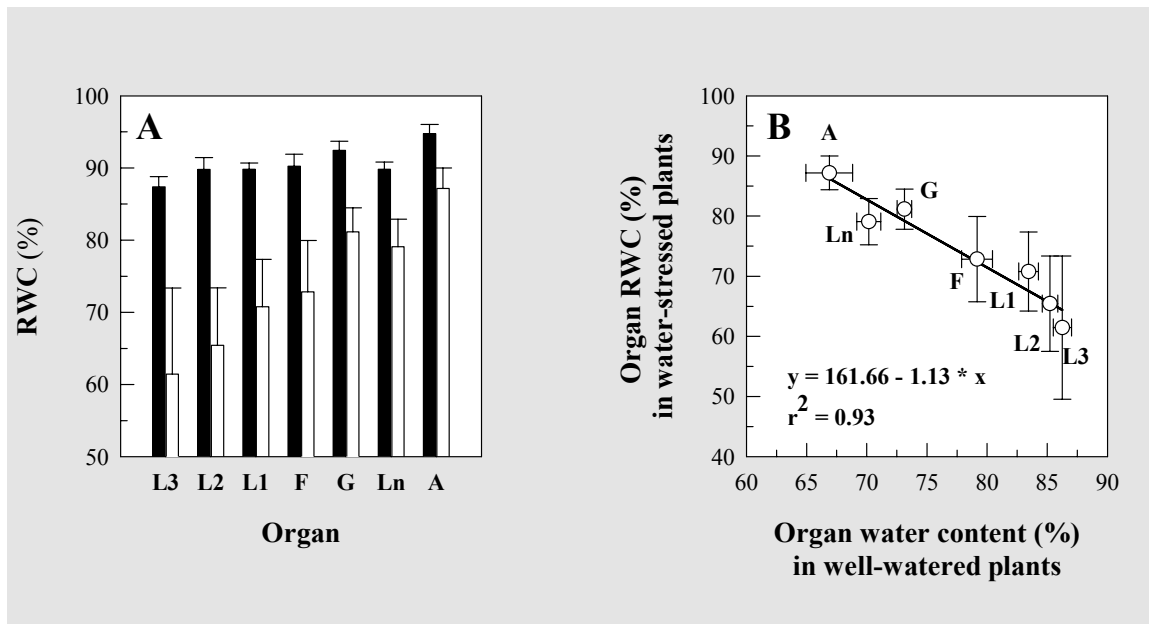 A
100
90
80
70
60
50
RWC (%)
L3 L2 L1 F G Ln A
Organ
B
100
90
80
70
60
50
40
Organ RWC (%)
in water-stressed plants
A
G
Ln
F
L1
L2
L3
y = 161.66 - 1.13 * x
r² = 0.93
60 65 70 75 80 85 90
Organ water content (%)
in well-watered plants